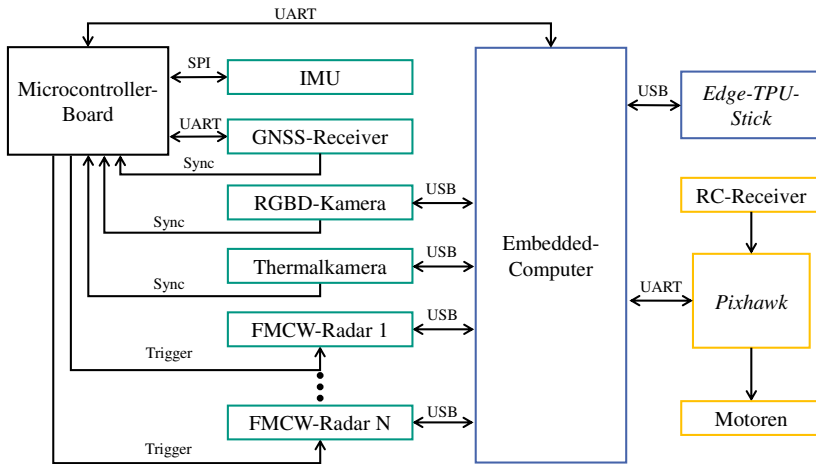 UART
Microcontroller-
Board
SPI
IMU
UART
GNSS-Receiver
Sync
RGBD-Kamera
USB
Sync
Thermalkamera
USB
Sync
FMCW-Radar 1
USB
Trigger
FMCW-Radar N
USB
Trigger
Embedded-
Computer
USB
Edge-TPU-
Stick
RC-Receiver
UART
Pixhawk
Motoren